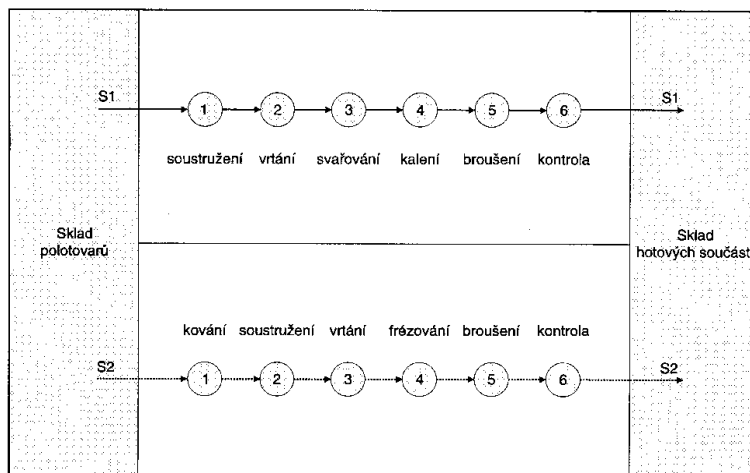 S1
1 2 3 4 5 6
S1
soustružení vrtání svařování kalení broušení kontrola
Sklad
polotovarů
Sklad
hotových součást
kování soustružení vrtání frézování broušení kontrola
S2
1 2 3 4 5 6
S2